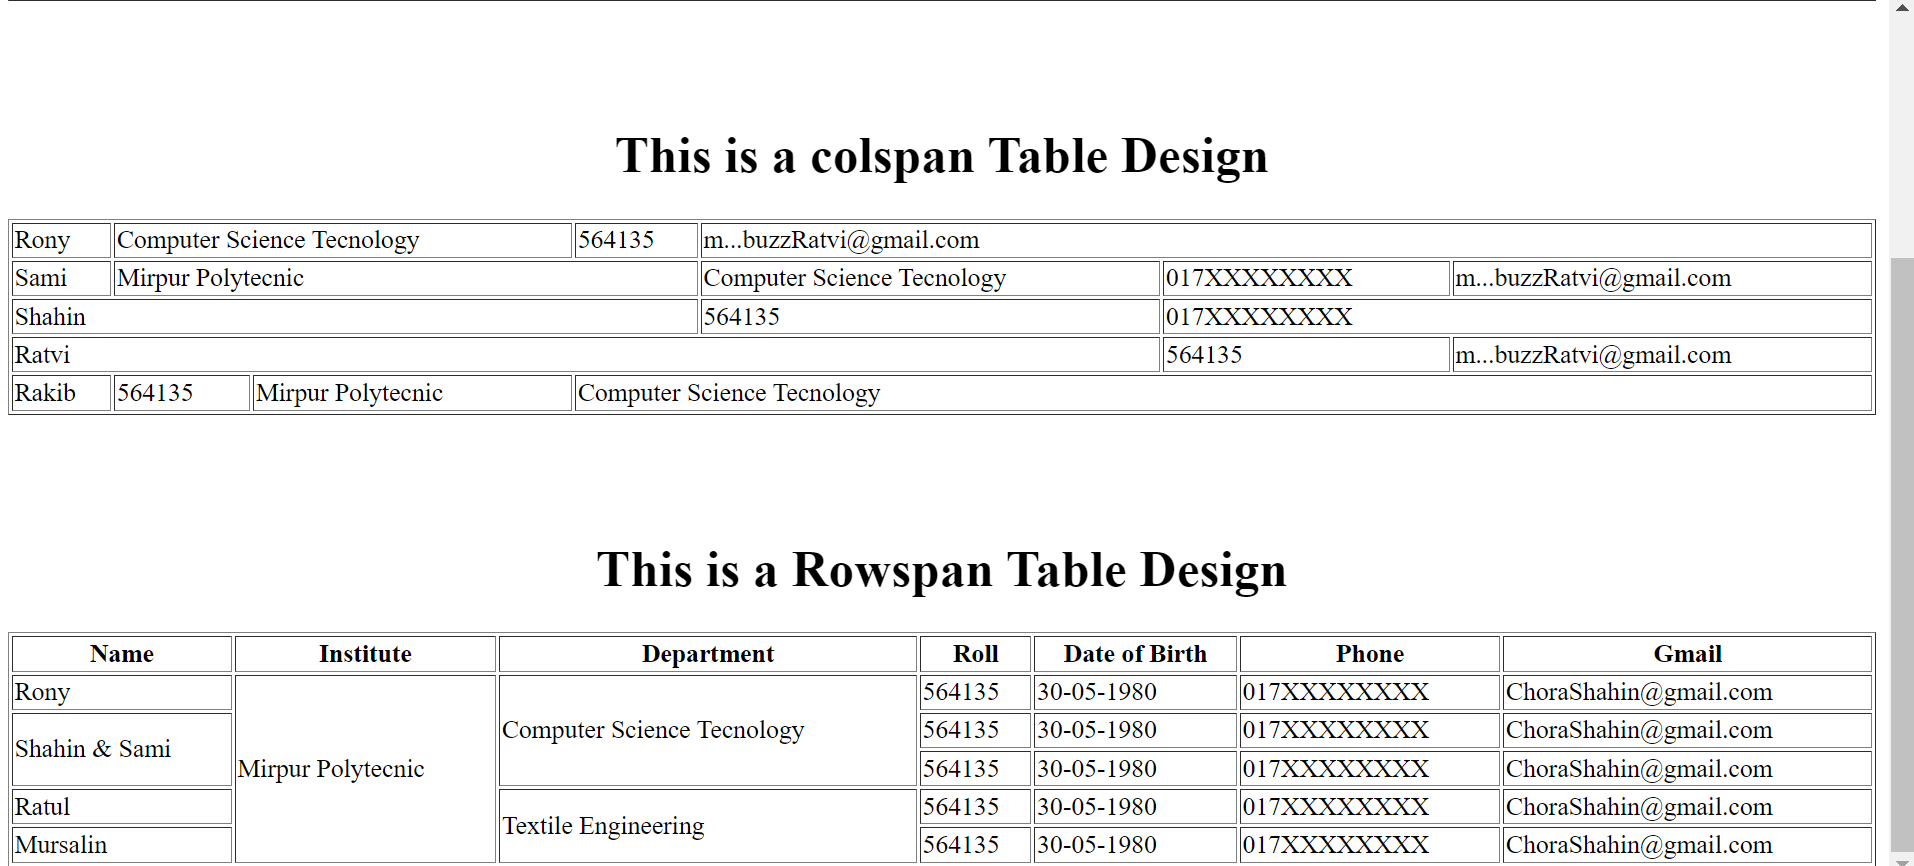 This is a colspan Table Design
Rony Computer Science Tecnology 564135 m...buzzRatvi@gmail.com
Sami Mirpur Polytecnic Computer Science Tecnology 017XXXXXXXX m...buzzRatvi@gmail.com
Shahin 564135 017XXXXXXXX
Ratvi 564135 m...buzzRatvi@gmail.com
Rakib 564135 Mirpur Polytecnic Computer Science Tecnology
This is a Rowspan Table Design
Name Institute Department Roll Date of Birth Phone Gmail
Rony Mirpur Polytecnic Computer Science Tecnology 564135 30-05-1980 017XXXXXXXX ChoraShahin@gmail.com
Shahin & Sami 564135 30-05-1980 017XXXXXXXX ChoraShahin@gmail.com
564135 30-05-1980 017XXXXXXXX ChoraShahin@gmail.com
Ratul Textile Engineering 564135 30-05-1980 017XXXXXXXX ChoraShahin@gmail.com
Mursalin 564135 30-05-1980 017XXXXXXXX ChoraShahin@gmail.com